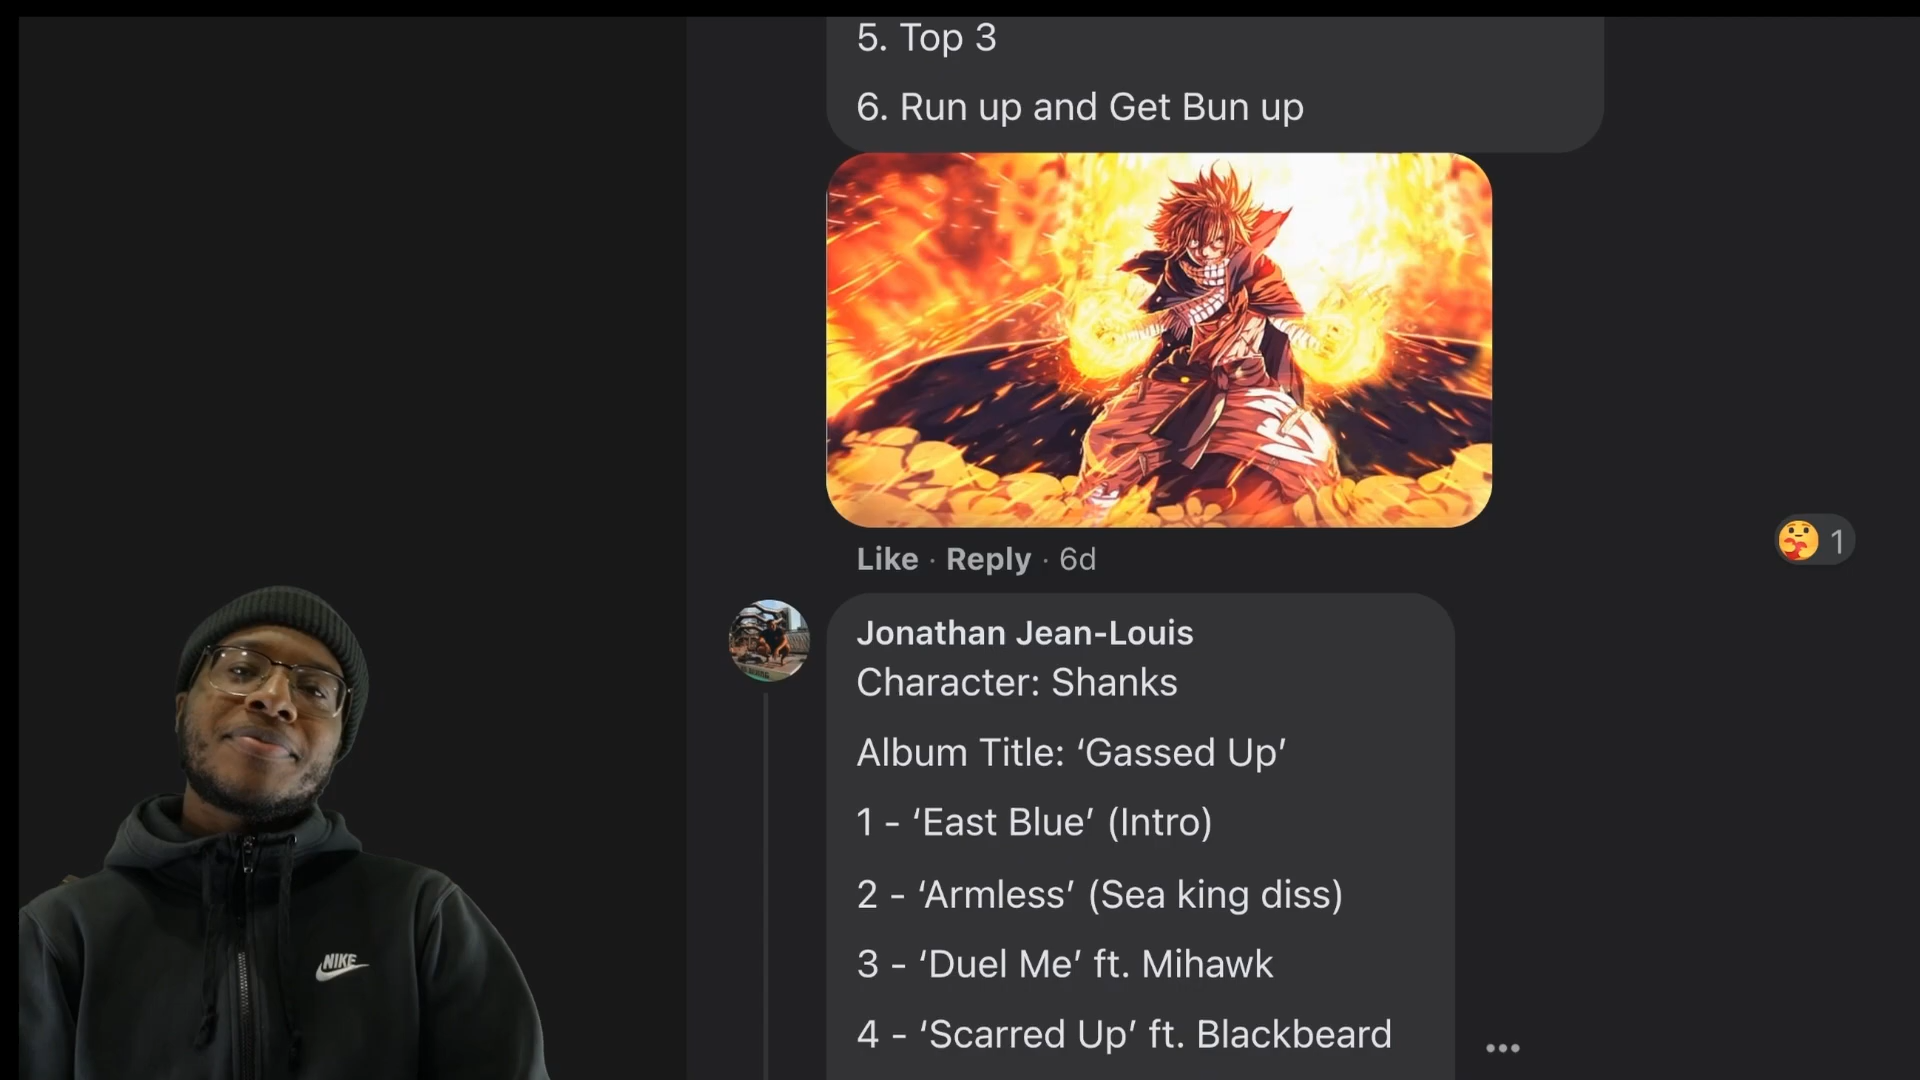 5. Top 3
6. Run up and Get Bun up
Like · Reply · 6d
1
Jonathan Jean-Louis
Character: Shanks
Album Title: ‘Gassed Up’
1 - ‘East Blue’ (Intro)
2 - ‘Armless’ (Sea king diss)
3 - ‘Duel Me’ ft. Mihawk
4 - ‘Scarred Up’ ft. Blackbeard
NIKE